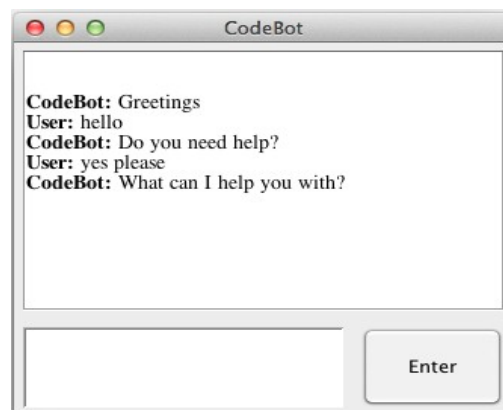 CodeBot
CodeBot: Greetings
User: hello
CodeBot: Do you need help?
User: yes please
CodeBot: What can I help you with?
Enter